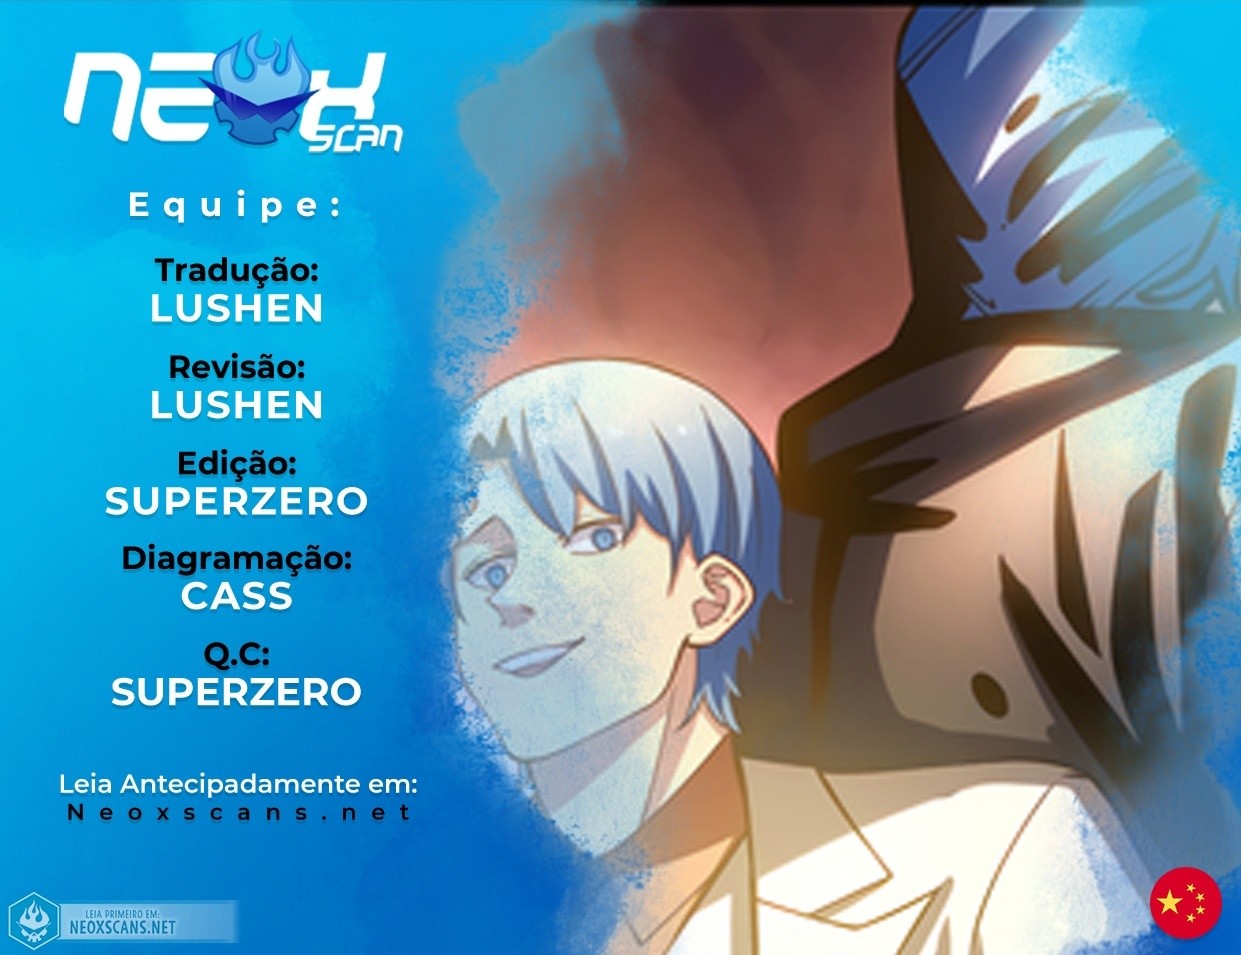 NEOX
SCAN
Equipe:
Tradução:
LUSHEN
Revisão:
LUSHEN
Edição:
SUPERZERO
Diagramação:
CASS
Q.C:
SUPERZERO
Leia Antecipadamente em:
Neoxscans.net
LEIA PRIMEIRO EM:
NEOXSCANS.NET